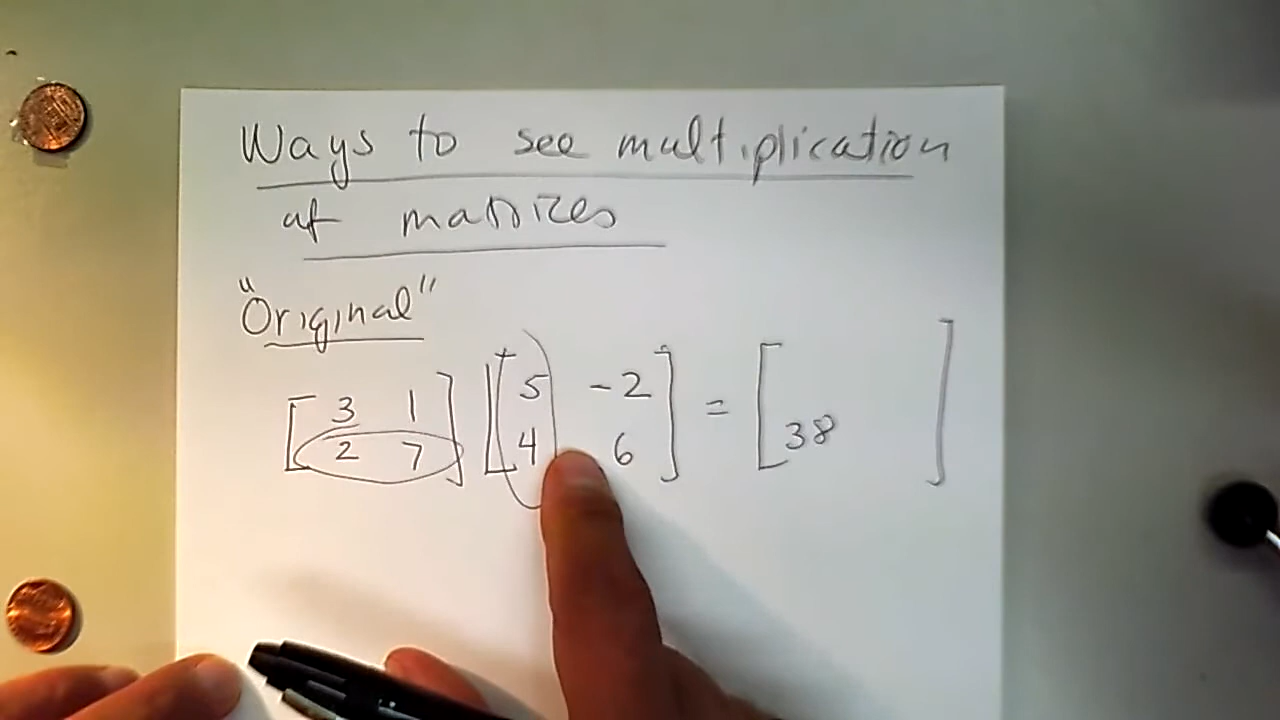 Ways to see multiplication
of matrices
"Original"
[ 3 1 ] [ 5 -2 ] = [ ]
[ 2 7 ] [ 4 6 ] [ 38 ]